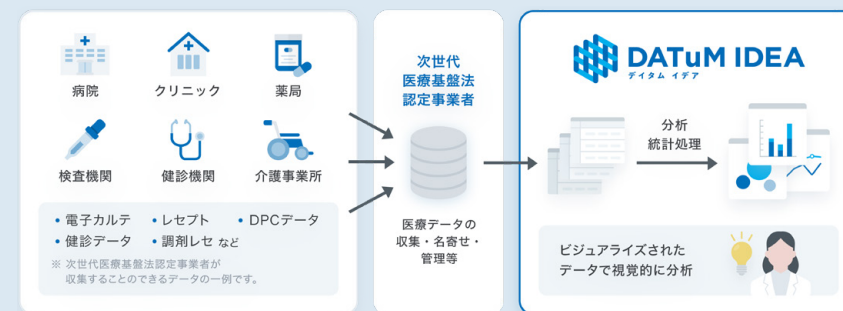 病院
クリニック
薬局
検査機関
健診機関
介護事業所
• 電子カルテ
• レセプト
• DPCデータ
• 健診データ
• 調剤レセ など
※ 次世代医療基盤法認定事業者が
収集することのできるデータの一例です。
次世代
医療基盤法
認定事業者
医療データの
収集・名寄せ・
管理等
DATuM IDEA
デイタム イデア
分析
統計処理
ビジュアライズされた
データで視覚的に分析